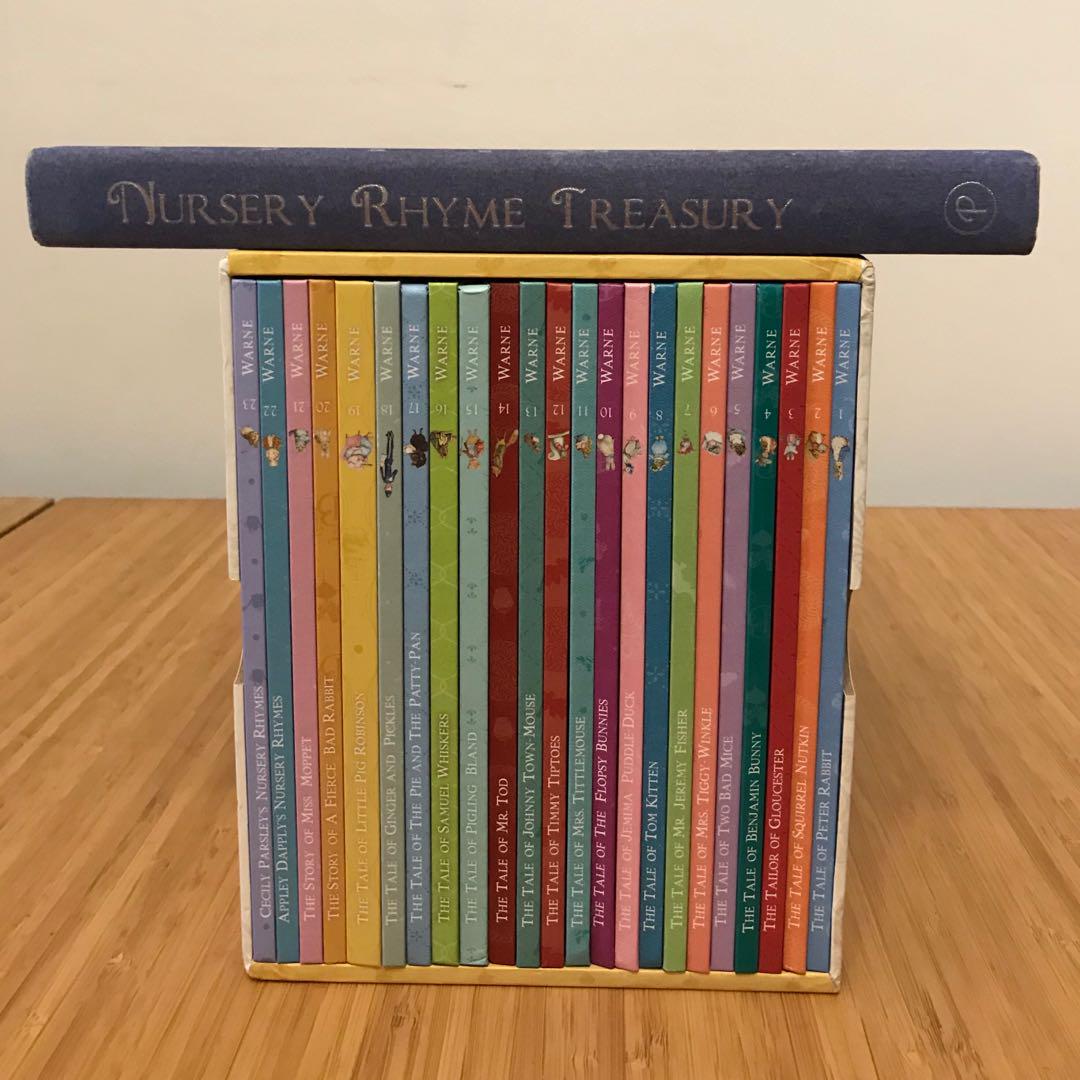 NURSERY RHYME TREASURY P
CECILY PARSLEY'S NURSERY RHYMES 23 WARNE
APPLEY DAPPLY'S NURSERY RHYMES 22 WARNE
THE STORY OF MISS MOPPET 21 WARNE
THE STORY OF A FIERCE BAD RABBIT 20 WARNE
THE TALE OF LITTLE PIG ROBINSON 19 WARNE
THE TALE OF GINGER AND PICKLES 18 WARNE
THE TALE OF THE PIE AND THE PATTY-PAN 17 WARNE
THE TALE OF SAMUEL WHISKERS 16 WARNE
THE TALE OF PIGLING BLAND 15 WARNE
THE TALE OF MR. TOD 14 WARNE
THE TALE OF JOHNNY TOWN-MOUSE 13 WARNE
THE TALE OF TIMMY TIPTOES 12 WARNE
THE TALE OF MRS. TITTLEMOUSE 11 WARNE
THE TALE OF THE FLOPSY BUNNIES 10 WARNE
THE TALE OF JEMIMA PUDDLE-DUCK 9 WARNE
THE TALE OF TOM KITTEN 8 WARNE
THE TALE OF MR. JEREMY FISHER 7 WARNE
THE TALE OF MRS. TIGGY-WINKLE 6 WARNE
THE TALE OF TWO BAD MICE 5 WARNE
THE TALE OF BENJAMIN BUNNY 4 WARNE
THE TAILOR OF GLOUCESTER 3 WARNE
THE TALE OF SQUIRREL NUTKIN 2 WARNE
THE TALE OF PETER RABBIT 1 WARNE